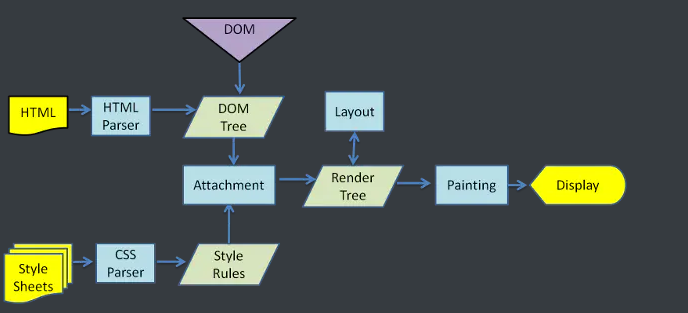 DOM
HTML
HTML
Parser
DOM
Tree
Layout
Attachment
Render
Tree
Painting
Display
Style
Sheets
CSS
Parser
Style
Rules